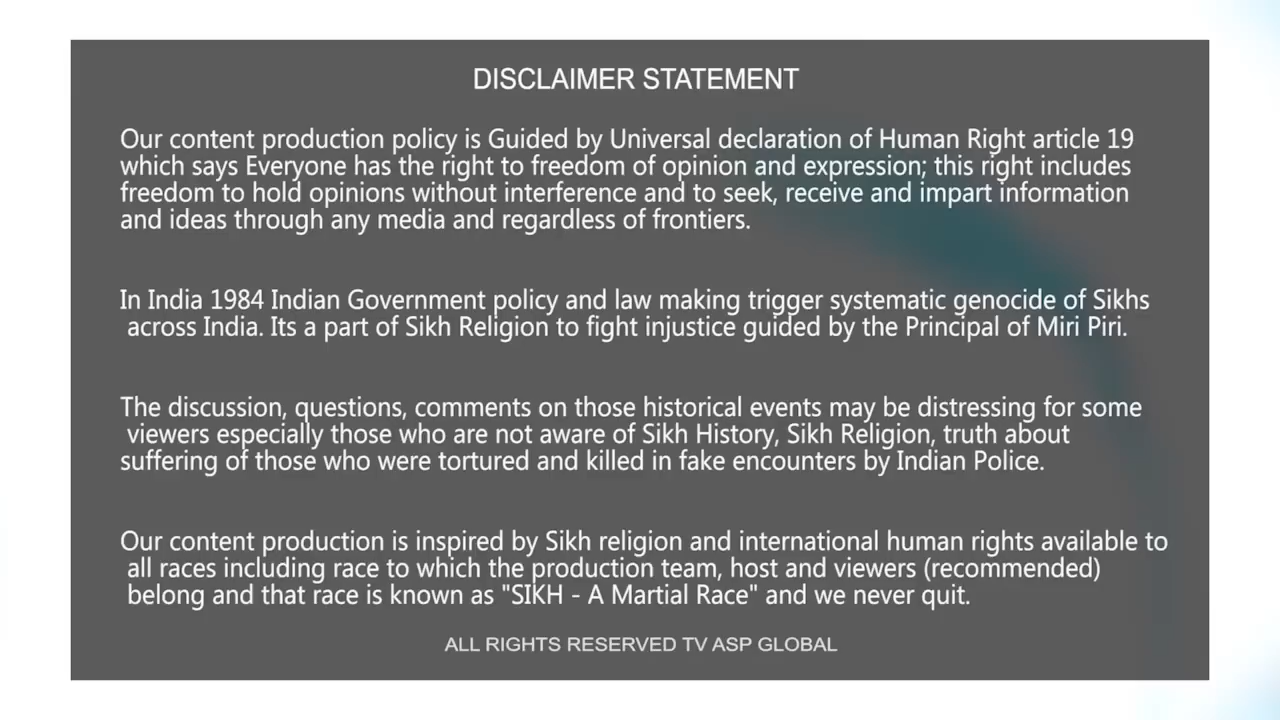 DISCLAIMER STATEMENT
Our content production policy is Guided by Universal declaration of Human Right article 19
which says Everyone has the right to freedom of opinion and expression; this right includes
freedom to hold opinions without interference and to seek, receive and impart information
and ideas through any media and regardless of frontiers.
In India 1984 Indian Government policy and law making trigger systematic genocide of Sikhs
across India. Its a part of Sikh Religion to fight injustice guided by the Principal of Miri Piri.
The discussion, questions, comments on those historical events may be distressing for some
viewers especially those who are not aware of Sikh History, Sikh Religion, truth about
suffering of those who were tortured and killed in fake encounters by Indian Police.
Our content production is inspired by Sikh religion and international human rights available to
all races including race to which the production team, host and viewers (recommended)
belong and that race is known as "SIKH - A Martial Race" and we never quit.
ALL RIGHTS RESERVED TV ASP GLOBAL